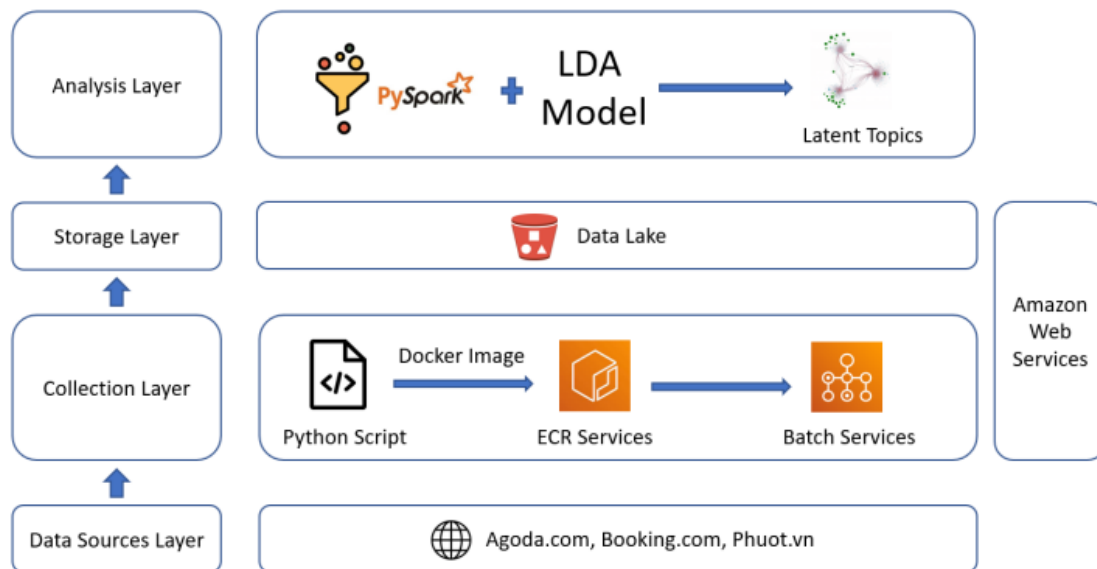 Analysis Layer
PySpark
LDA
Model
Latent Topics
Storage Layer
Data Lake
Amazon
Web
Services
Collection Layer
Docker Image
</>
Python Script
ECR Services
Batch Services
Data Sources Layer
Agoda.com, Booking.com, Phuot.vn